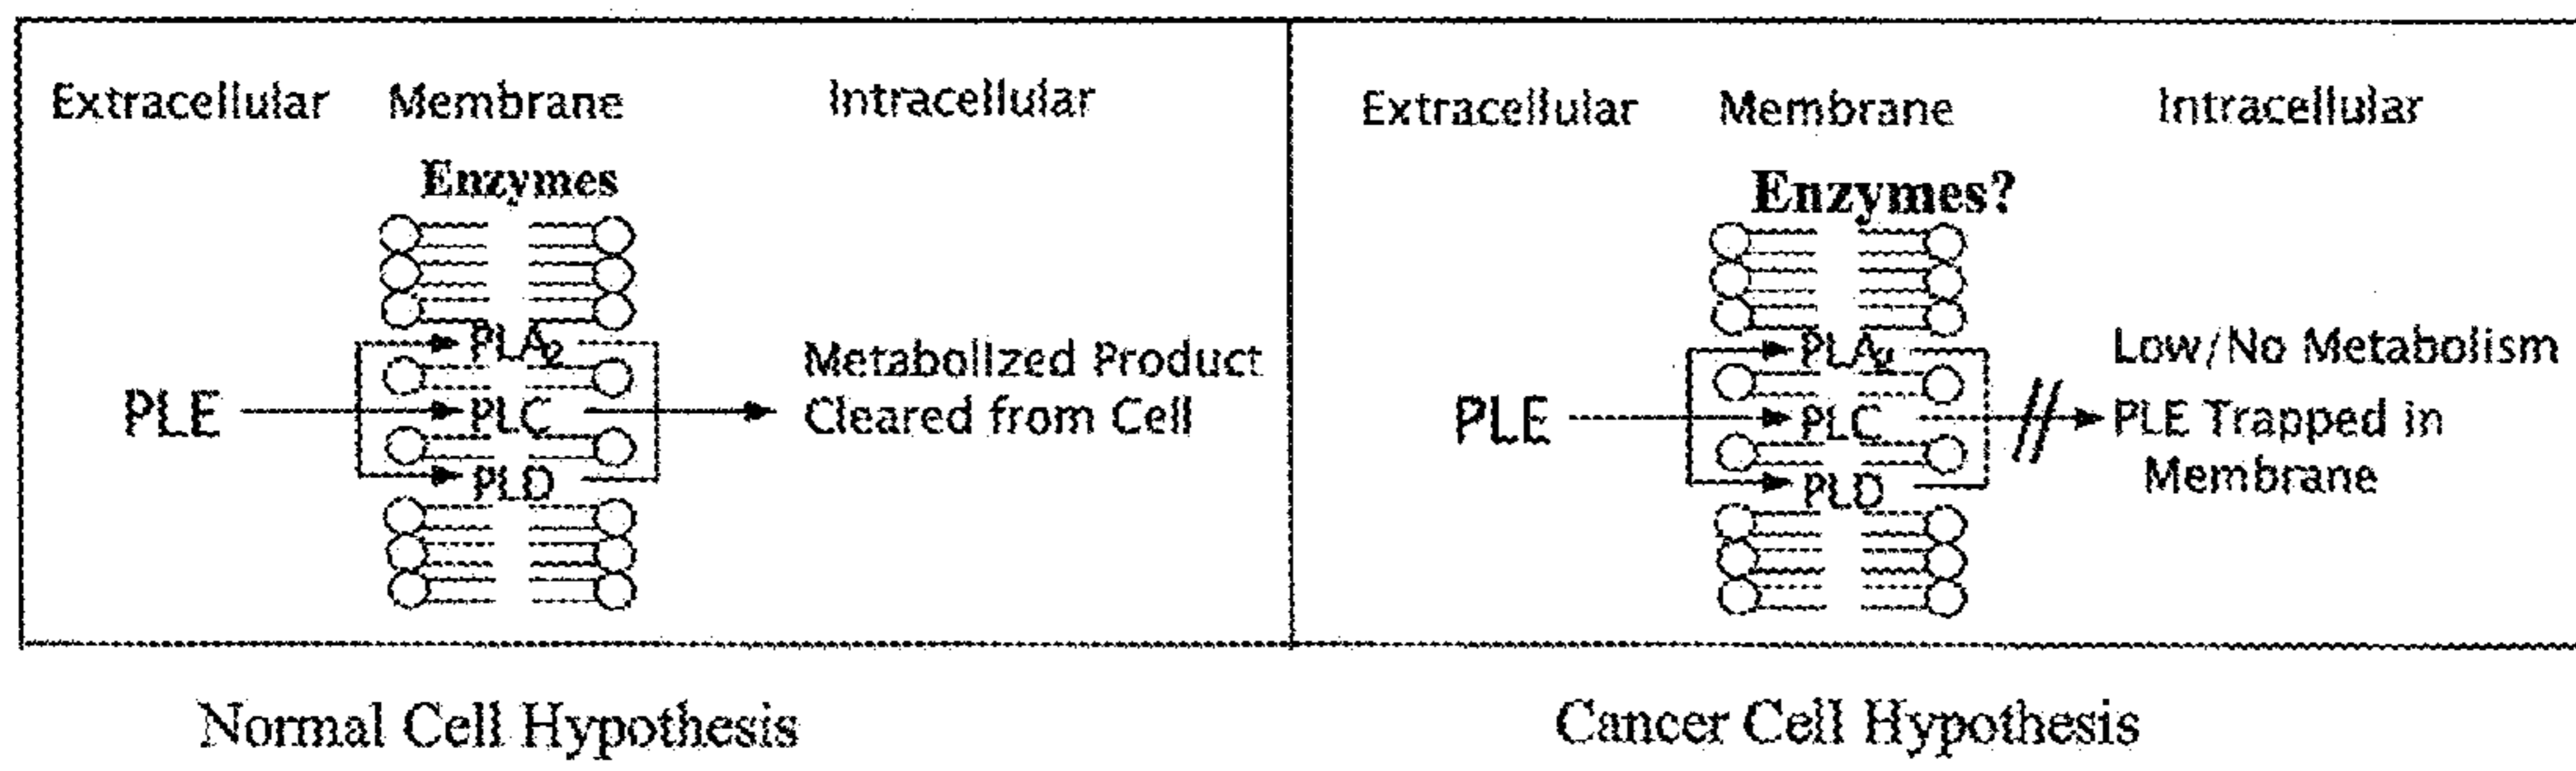 Extracellular Membrane Intracellular
Enzymes
PLA2
PLE PLC
PLD
Metabolized Product
Cleared from Cell
Extracellular Membrane Intracellular
Enzymes?
PLA2
PLE PLC
PLD
Low/No Metabolism
PLE Trapped in
Membrane
Normal Cell Hypothesis
Cancer Cell Hypothesis